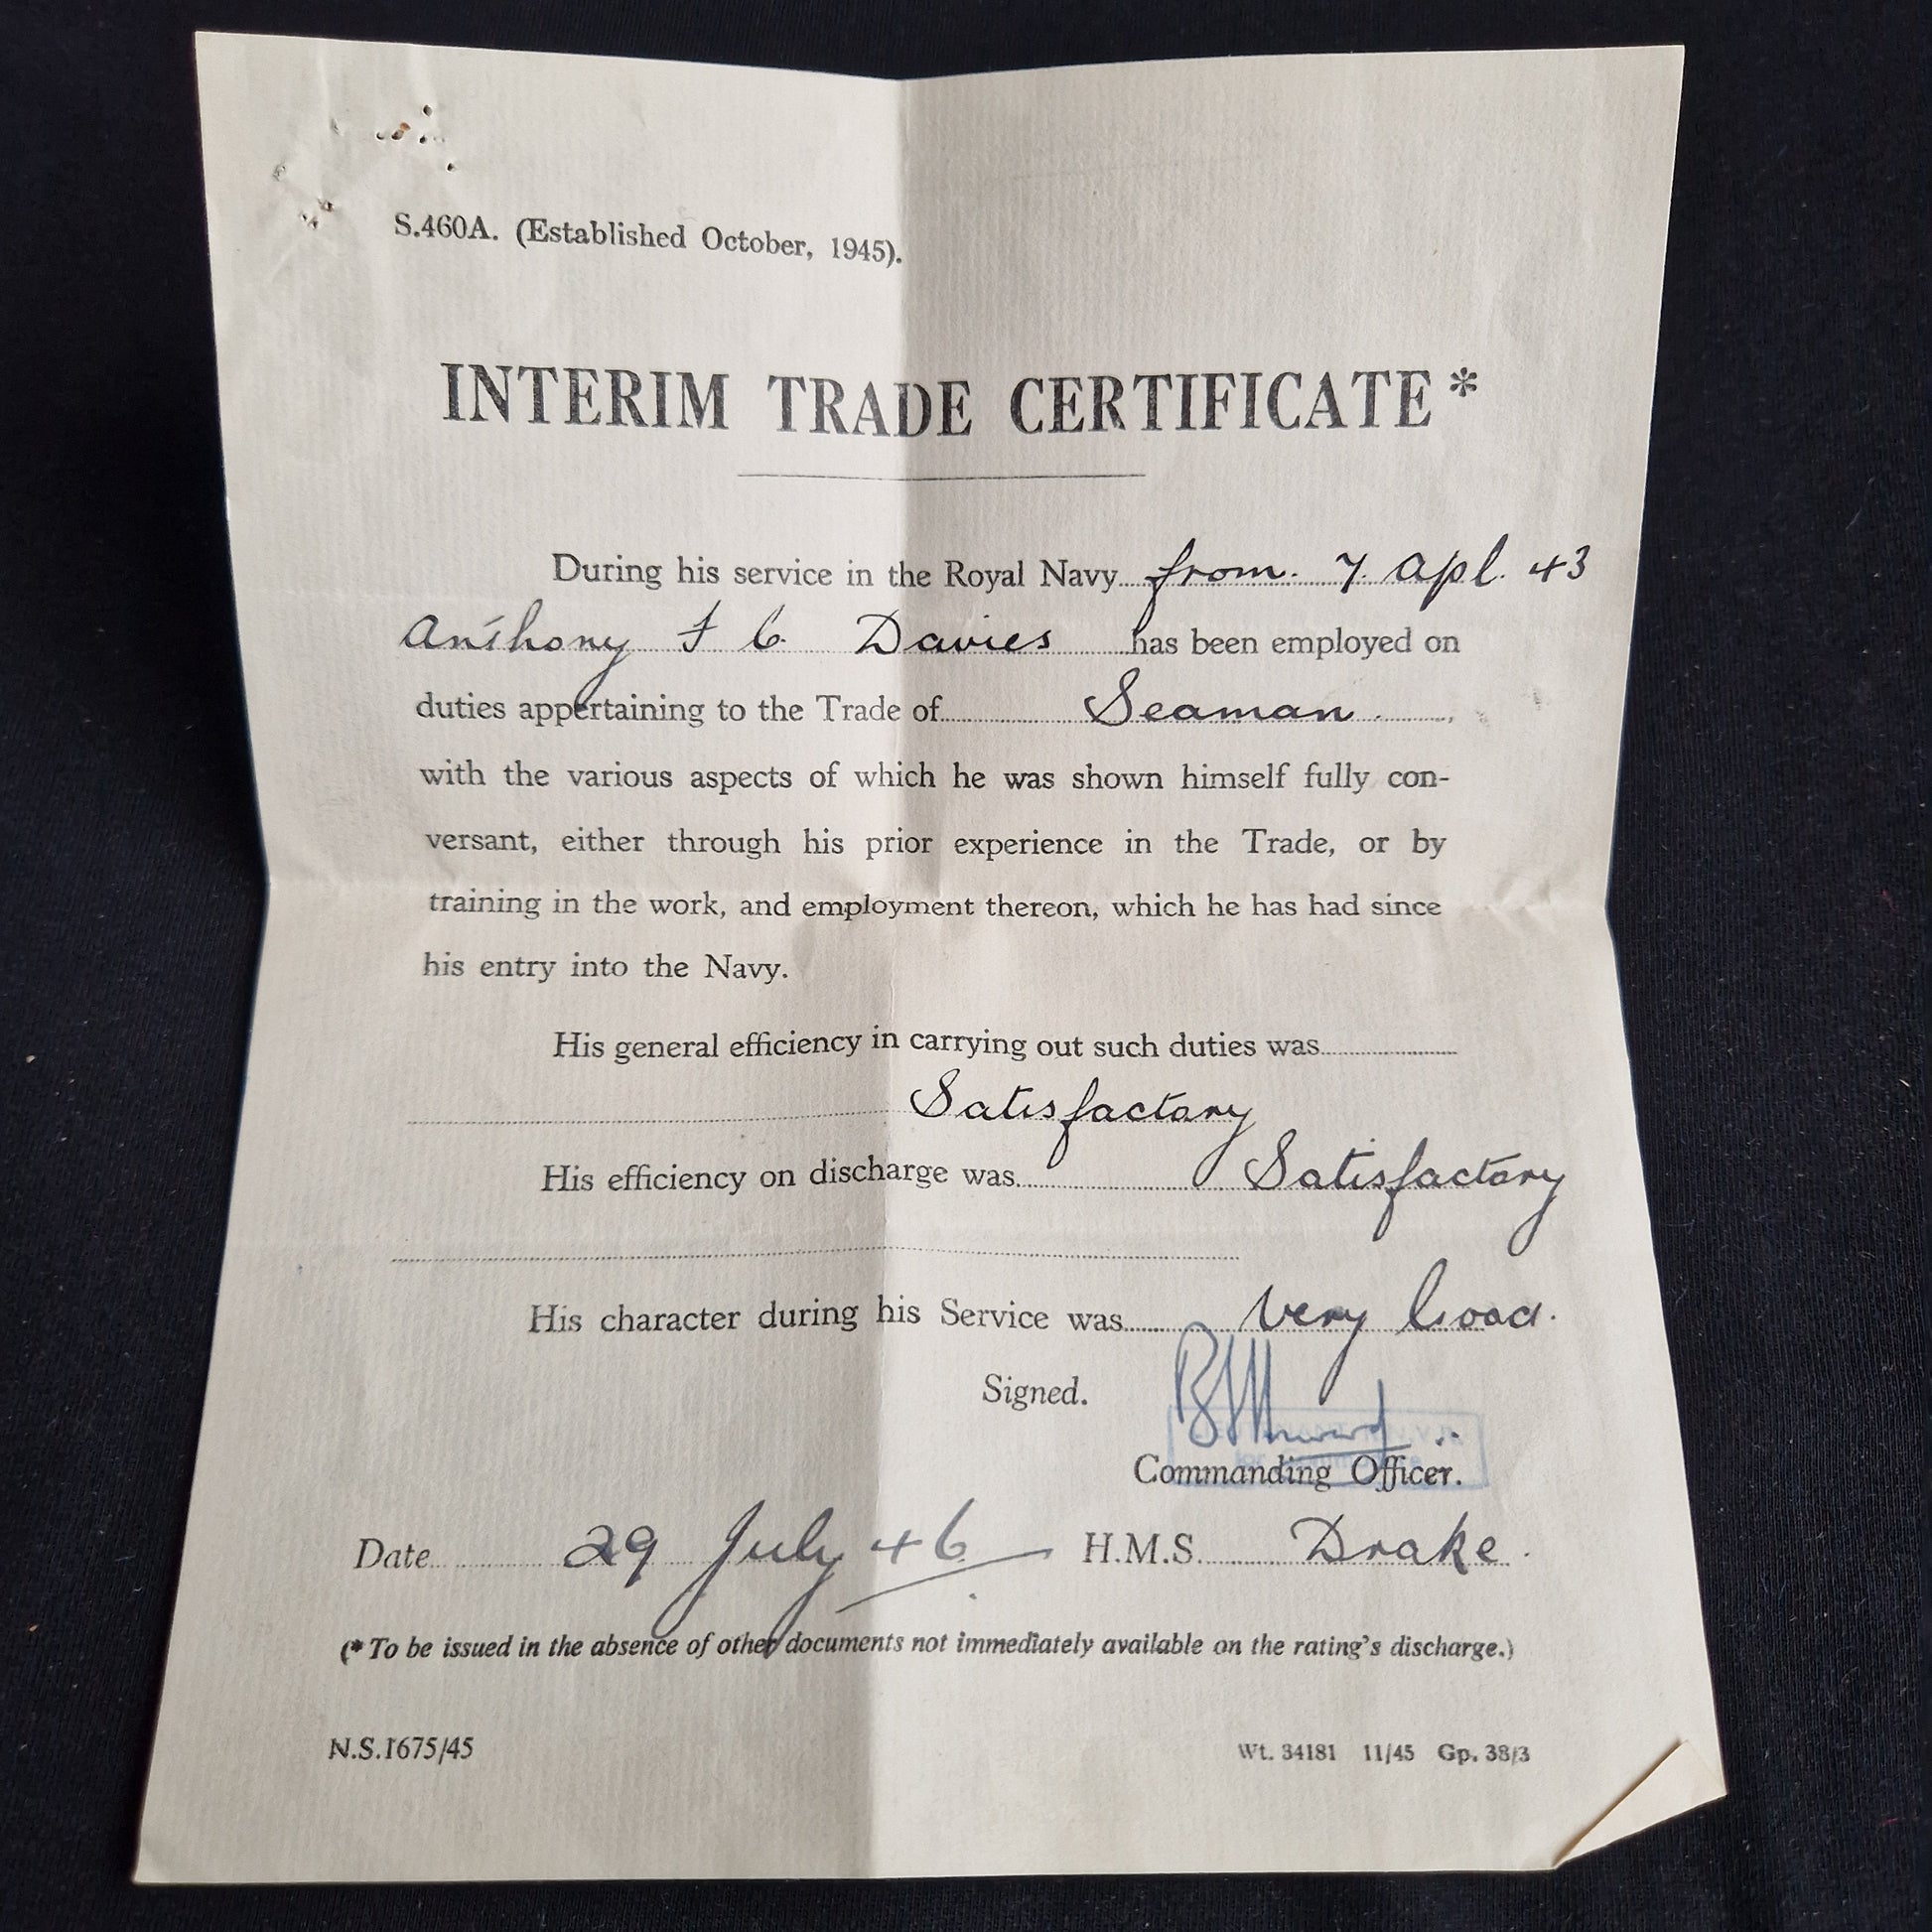 S.460A. (Established October, 1945).
INTERIM TRADE CERTIFICATE*
During his service in the Royal Navy from 7 Apl. 43
Anthony F C Davies has been employed on
duties appertaining to the Trade of Seaman,
with the various aspects of which he was shown himself fully con-
versant, either through his prior experience in the Trade, or by
training in the work, and employment thereon, which he has had since
his entry into the Navy.
His general efficiency in carrying out such duties was
Satisfactory
His efficiency on discharge was Satisfactory
His character during his Service was Very Good.
Signed.
Commanding Officer.
Date 29 July 46 H.M.S. Drake.
(* To be issued in the absence of other documents not immediately available on the rating's discharge.)
N.S.1675/45 Wt. 34181 11/45 Gp. 38/3